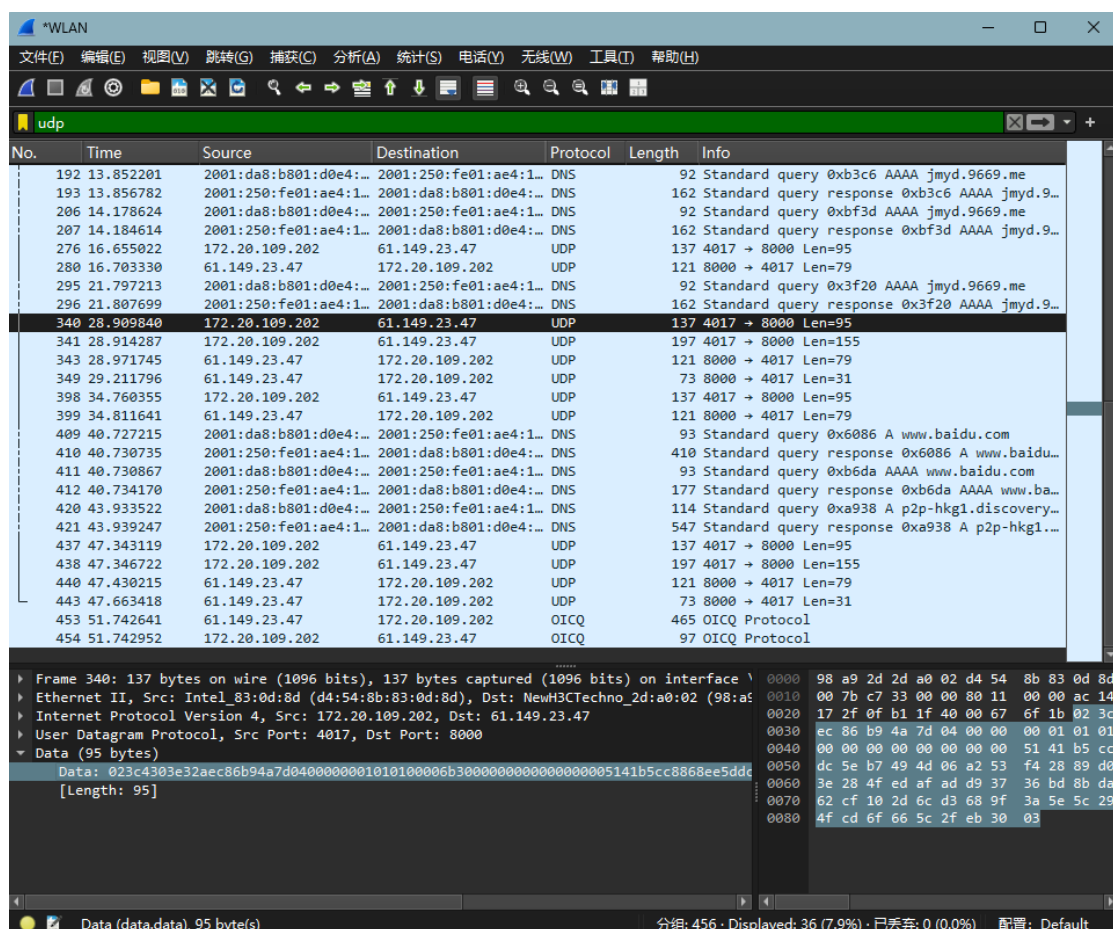 *WLAN
文件(F) 编辑(E) 视图(V) 跳转(G) 捕获(C) 分析(A) 统计(S) 电话(Y) 无线(W) 工具(T) 帮助(H)
udp
No. Time Source Destination Protocol Length Info
192 13.852201 2001:da8:b801:d0e4:… 2001:250:fe01:ae4:1… DNS 92 Standard query 0xb3c6 AAAA jmyd.9669.me
193 13.856782 2001:250:fe01:ae4:1… 2001:da8:b801:d0e4:… DNS 162 Standard query response 0xb3c6 AAAA jmyd.9…
206 14.178624 2001:da8:b801:d0e4:… 2001:250:fe01:ae4:1… DNS 92 Standard query 0xbf3d AAAA jmyd.9669.me
207 14.184614 2001:250:fe01:ae4:1… 2001:da8:b801:d0e4:… DNS 162 Standard query response 0xbf3d AAAA jmyd.9…
276 16.655022 172.20.109.202 61.149.23.47 UDP 137 4017 → 8000 Len=95
280 16.703330 61.149.23.47 172.20.109.202 UDP 121 8000 → 4017 Len=79
295 21.797213 2001:da8:b801:d0e4:… 2001:250:fe01:ae4:1… DNS 92 Standard query 0x3f20 AAAA jmyd.9669.me
296 21.807699 2001:250:fe01:ae4:1… 2001:da8:b801:d0e4:… DNS 162 Standard query response 0x3f20 AAAA jmyd.9…
340 28.909840 172.20.109.202 61.149.23.47 UDP 137 4017 → 8000 Len=95
341 28.914287 172.20.109.202 61.149.23.47 UDP 197 4017 → 8000 Len=155
343 28.971745 61.149.23.47 172.20.109.202 UDP 121 8000 → 4017 Len=79
349 29.211796 61.149.23.47 172.20.109.202 UDP 73 8000 → 4017 Len=31
398 34.760355 172.20.109.202 61.149.23.47 UDP 137 4017 → 8000 Len=95
399 34.811641 61.149.23.47 172.20.109.202 UDP 121 8000 → 4017 Len=79
409 40.727215 2001:da8:b801:d0e4:… 2001:250:fe01:ae4:1… DNS 93 Standard query 0x6086 A www.baidu.com
410 40.730735 2001:250:fe01:ae4:1… 2001:da8:b801:d0e4:… DNS 410 Standard query response 0x6086 A www.baidu…
411 40.730867 2001:da8:b801:d0e4:… 2001:250:fe01:ae4:1… DNS 93 Standard query 0xb6da AAAA www.baidu.com
412 40.734170 2001:250:fe01:ae4:1… 2001:da8:b801:d0e4:… DNS 177 Standard query response 0xb6da AAAA www.ba…
420 43.933522 2001:da8:b801:d0e4:… 2001:250:fe01:ae4:1… DNS 114 Standard query 0xa938 A p2p-hkg1.discovery…
421 43.939247 2001:250:fe01:ae4:1… 2001:da8:b801:d0e4:… DNS 547 Standard query response 0xa938 A p2p-hkg1.…
437 47.343119 172.20.109.202 61.149.23.47 UDP 137 4017 → 8000 Len=95
438 47.346722 172.20.109.202 61.149.23.47 UDP 197 4017 → 8000 Len=155
440 47.430215 61.149.23.47 172.20.109.202 UDP 121 8000 → 4017 Len=79
443 47.663418 61.149.23.47 172.20.109.202 UDP 73 8000 → 4017 Len=31
453 51.742641 61.149.23.47 172.20.109.202 OICQ 465 OICQ Protocol
454 51.742952 172.20.109.202 61.149.23.47 OICQ 97 OICQ Protocol
Frame 340: 137 bytes on wire (1096 bits), 137 bytes captured (1096 bits) on interface \
Ethernet II, Src: Intel_83:0d:8d (d4:54:8b:83:0d:8d), Dst: NewH3CTechno_2d:a0:02 (98:a9
Internet Protocol Version 4, Src: 172.20.109.202, Dst: 61.149.23.47
User Datagram Protocol, Src Port: 4017, Dst Port: 8000
Data (95 bytes)
Data: 023c4303e32aec86b94a7d0400000001010100006b3000000000000000005141b5cc8868ee5ddc
[Length: 95]
0000 98 a9 2d 2d a0 02 d4 54 8b 83 0d 8d
0010 00 7b c7 33 00 00 80 11 00 00 ac 14
0020 17 2f 0f b1 1f 40 00 67 6f 1b 02 3c
0030 ec 86 b9 4a 7d 04 00 00 00 01 01 01
0040 00 00 00 00 00 00 00 00 51 41 b5 cc
0050 dc 5e b7 49 4d 06 a2 53 f4 28 89 d0
0060 3e 28 4f ed af ad d9 37 36 bd 8b da
0070 62 cf 10 2d 6c d3 68 9f 3a 5e 5c 29
0080 4f cd 6f 66 5c 2f eb 30 03
Data (data.data), 95 byte(s) 分组: 456 · Displayed: 36 (7.9%) · 已丢弃: 0 (0.0%) 配置: Default